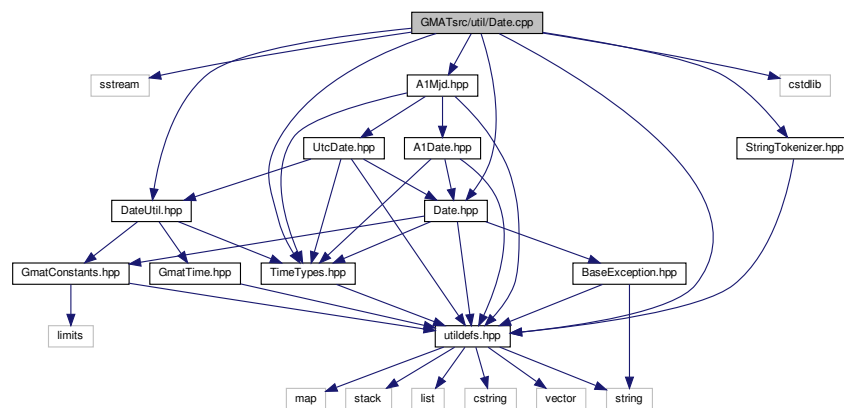 GMATsrc/util/Date.cpp
sstream
A1Mjd.hpp
cstdlib
UtcDate.hpp
A1Date.hpp
StringTokenizer.hpp
DateUtil.hpp
Date.hpp
GmatConstants.hpp
GmatTime.hpp
TimeTypes.hpp
BaseException.hpp
limits
utildefs.hpp
map
stack
list
cstring
vector
string